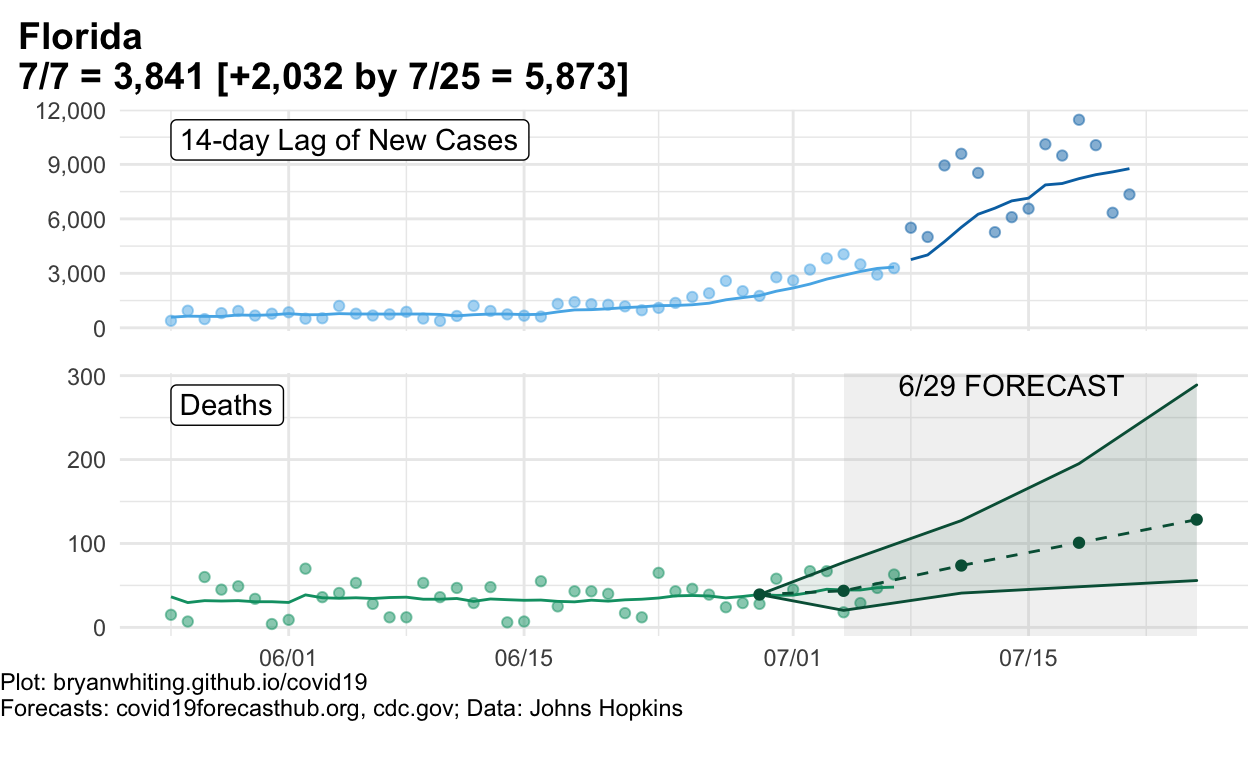 Florida
7/7 = 3,841 [+2,032 by 7/25 = 5,873]
12,000
14-day Lag of New Cases
9,000
6,000
3,000
0
300
6/29 FORECAST
Deaths
200
100
0
06/01 06/15 07/01 07/15
Plot: bryanwhiting.github.io/covid19
Forecasts: covid19forecasthub.org, cdc.gov; Data: Johns Hopkins